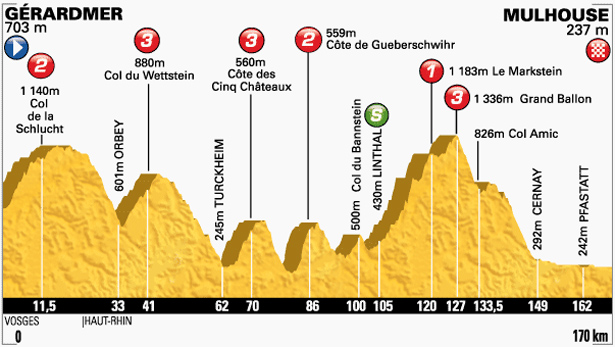 GÉRARDMER
703 m
MULHOUSE
237 m
2
1 140m
Col
de la
Schlucht
601m ORBEY
3
880m
Col du Wettstein
245m TURCKHEIM
3
560m
Côte des
Cinq Châteaux
2
559m
Côte de Gueberschwihr
500m Col du Bannstein
S
430m LINTHAL
1
1 183m Le Markstein
3
1 336m Grand Ballon
826m Col Amic
292m CERNAY
242m PFASTATT
11,5 33 41 62 70 86 100 105 120 127 133,5 149 162
VOSGES |HAUT-RHIN
0 170 km